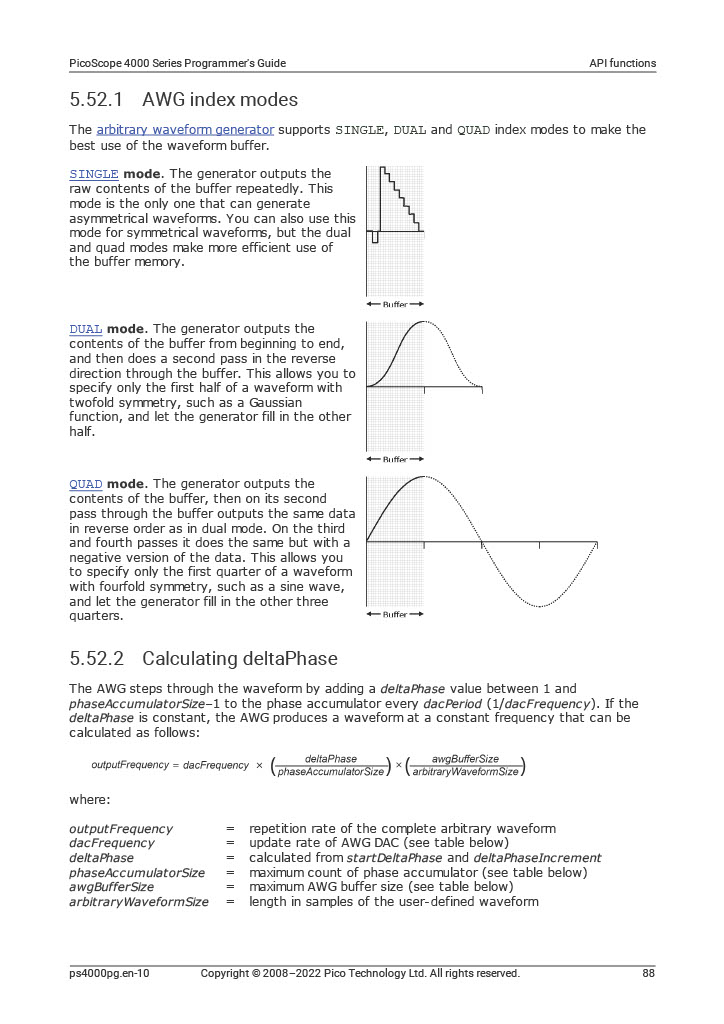 PicoScope 4000 Series Programmer's Guide API functions
5.52.1 AWG index modes
The arbitrary waveform generator supports SINGLE, DUAL and QUAD index modes to make the
best use of the waveform buffer.
SINGLE mode. The generator outputs the
raw contents of the buffer repeatedly. This
mode is the only one that can generate
asymmetrical waveforms. You can also use this
mode for symmetrical waveforms, but the dual
and quad modes make more efficient use of
the buffer memory.
Buffer
DUAL mode. The generator outputs the
contents of the buffer from beginning to end,
and then does a second pass in the reverse
direction through the buffer. This allows you to
specify only the first half of a waveform with
twofold symmetry, such as a Gaussian
function, and let the generator fill in the other
half.
Buffer
QUAD mode. The generator outputs the
contents of the buffer, then on its second
pass through the buffer outputs the same data
in reverse order as in dual mode. On the third
and fourth passes it does the same but with a
negative version of the data. This allows you
to specify only the first quarter of a waveform
with fourfold symmetry, such as a sine wave,
and let the generator fill in the other three
quarters.
Buffer
5.52.2 Calculating deltaPhase
The AWG steps through the waveform by adding a deltaPhase value between 1 and
phaseAccumulatorSize–1 to the phase accumulator every dacPeriod (1/dacFrequency). If the
deltaPhase is constant, the AWG produces a waveform at a constant frequency that can be
calculated as follows:
outputFrequency = dacFrequency × (deltaPhase / phaseAccumulatorSize) × (awgBufferSize / arbitraryWaveformSize)
where:
outputFrequency = repetition rate of the complete arbitrary waveform
dacFrequency = update rate of AWG DAC (see table below)
deltaPhase = calculated from startDeltaPhase and deltaPhaseIncrement
phaseAccumulatorSize = maximum count of phase accumulator (see table below)
awgBufferSize = maximum AWG buffer size (see table below)
arbitraryWaveformSize = length in samples of the user-defined waveform
ps4000pg.en-10 Copyright © 2008–2022 Pico Technology Ltd. All rights reserved. 88